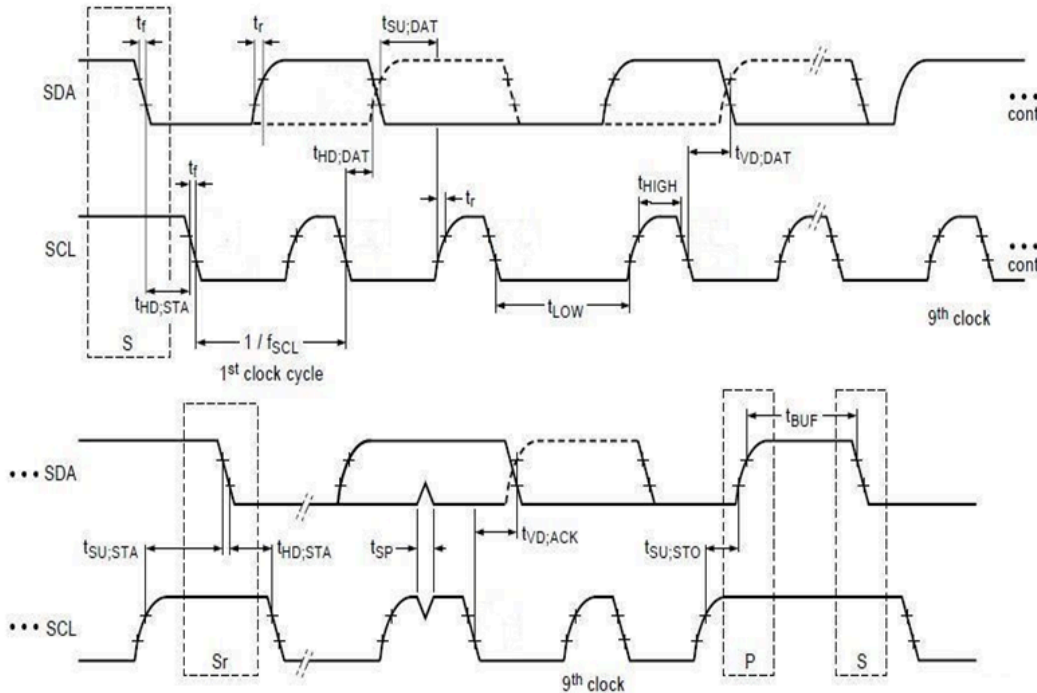 tf tr tSU;DAT
SDA ••• cont
tHD;DAT tVD;DAT
tf tr tHIGH
SCL ••• cont
tHD;STA tLOW
S 1 / fSCL 9th clock
1st clock cycle
tBUF
••• SDA
tSU;STA tHD;STA tSP tVD;ACK tSU;STO
••• SCL
Sr P S
9th clock